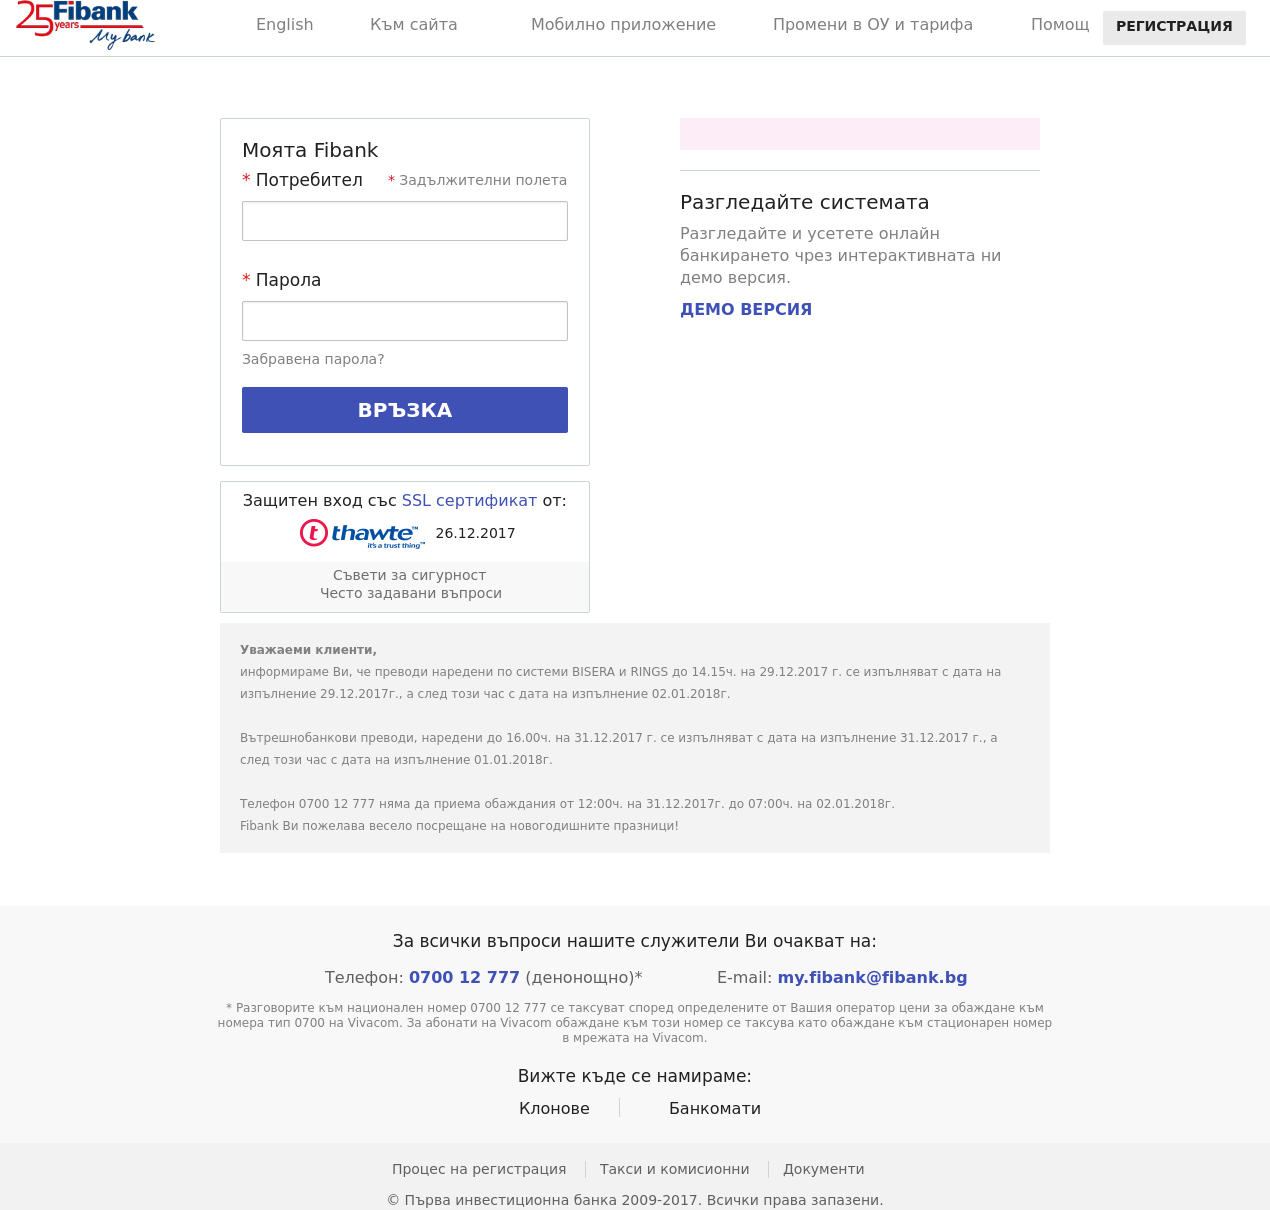 25 years Fibank My bank
English Към сайта Мобилно приложение Промени в ОУ и тарифа Помощ РЕГИСТРАЦИЯ
Моята Fibank
* Потребител * Задължителни полета
* Парола
Забравена парола?
ВРЪЗКА
Разгледайте системата
Разгледайте и усетете онлайн
банкирането чрез интерактивната ни
демо версия.
ДЕМО ВЕРСИЯ
Защитен вход със SSL сертификат от:
thawte™ 26.12.2017
it's a trust thing™
Съвети за сигурност
Често задавани въпроси
Уважаеми клиенти,
информираме Ви, че преводи наредени по системи BISERA и RINGS до 14.15ч. на 29.12.2017 г. се изпълняват с дата на
изпълнение 29.12.2017г., а след този час с дата на изпълнение 02.01.2018г.
Вътрешнобанкови преводи, наредени до 16.00ч. на 31.12.2017 г. се изпълняват с дата на изпълнение 31.12.2017 г., а
след този час с дата на изпълнение 01.01.2018г.
Телефон 0700 12 777 няма да приема обаждания от 12:00ч. на 31.12.2017г. до 07:00ч. на 02.01.2018г.
Fibank Ви пожелава весело посрещане на новогодишните празници!
За всички въпроси нашите служители Ви очакват на:
Телефон: 0700 12 777 (денонощно)* E-mail: my.fibank@fibank.bg
* Разговорите към национален номер 0700 12 777 се таксуват според определените от Вашия оператор цени за обаждане към
номера тип 0700 на Vivacom. За абонати на Vivacom обаждане към този номер се таксува като обаждане към стационарен номер
в мрежата на Vivacom.
Вижте къде се намираме:
Клонове Банкомати
Процес на регистрация Такси и комисионни Документи
© Първа инвестиционна банка 2009-2017. Всички права запазени.